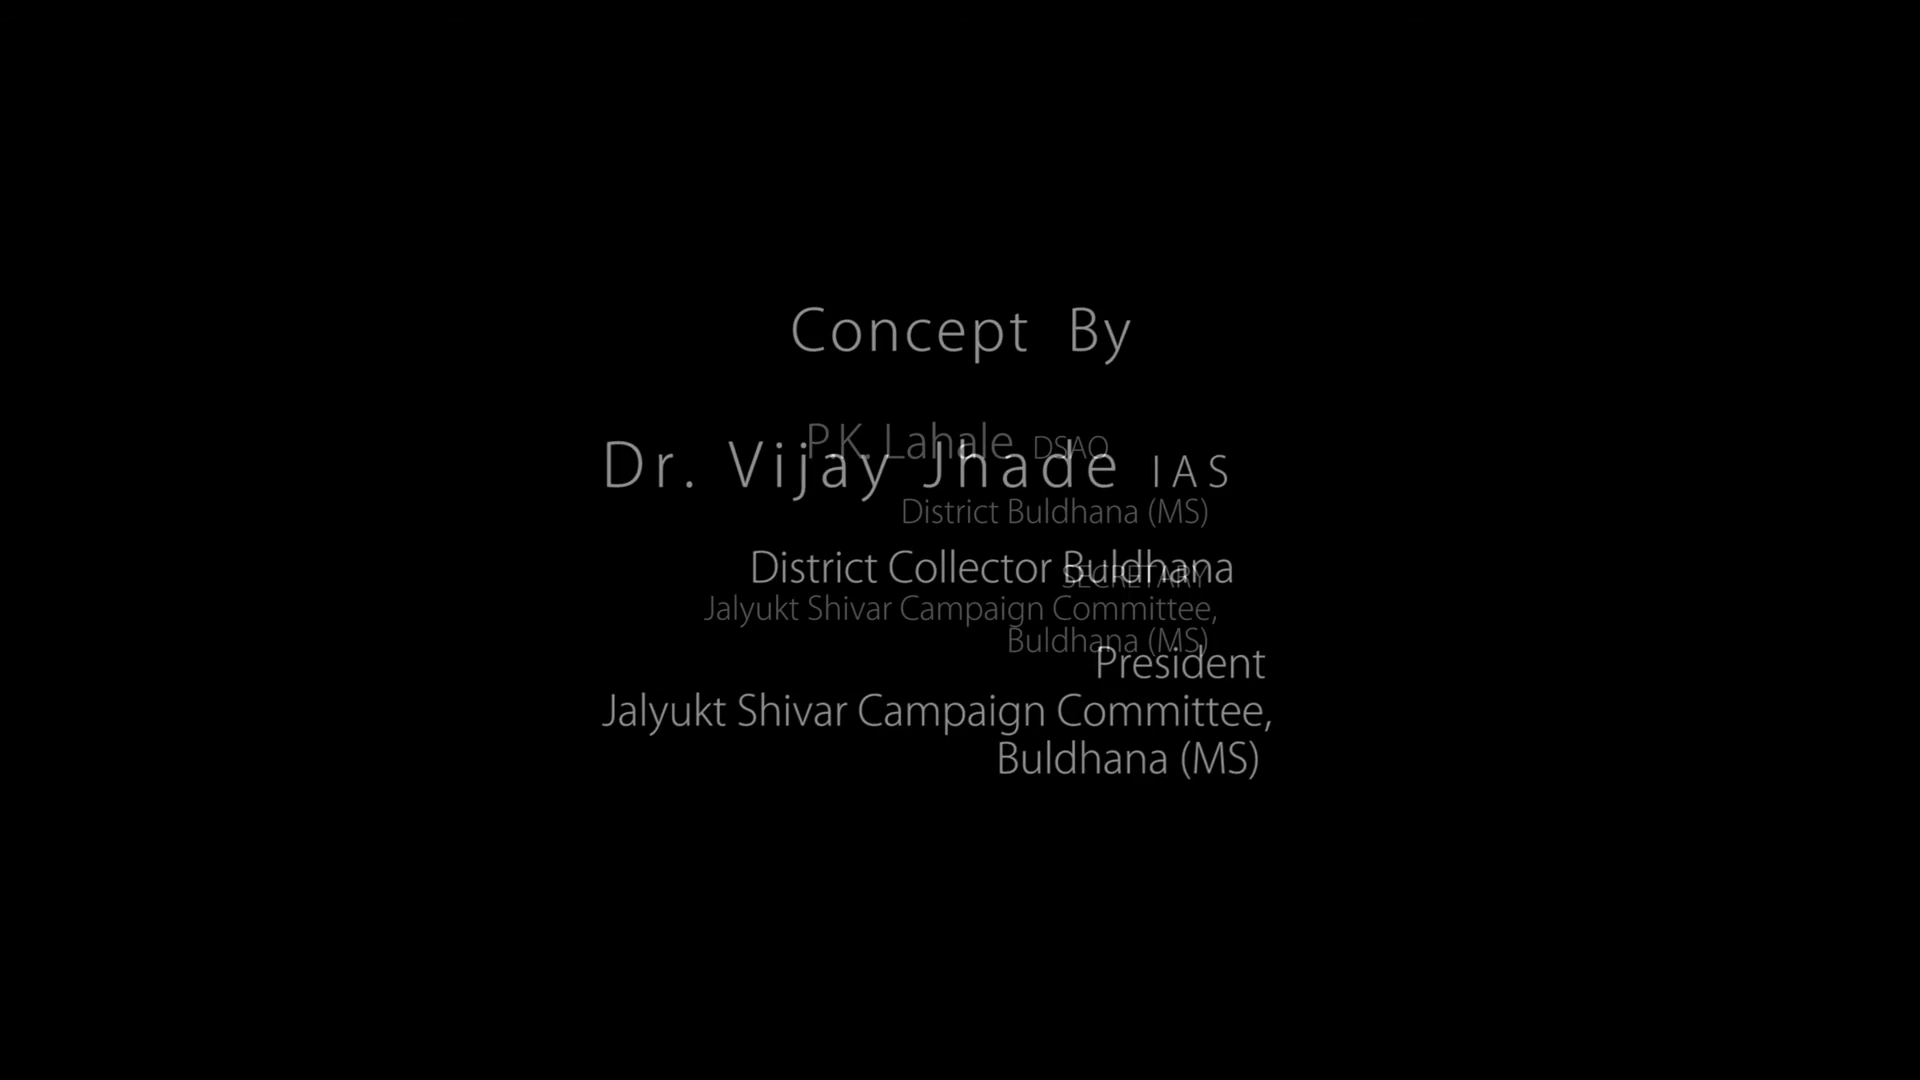 Concept By
P.K. Lahale DSAO
Dr. Vijay Jhade IAS
District Buldhana (MS)
District Collector Buldhana
SECRETARY
Jalyukt Shivar Campaign Committee,
Buldhana (MS)
President
Jalyukt Shivar Campaign Committee,
Buldhana (MS)